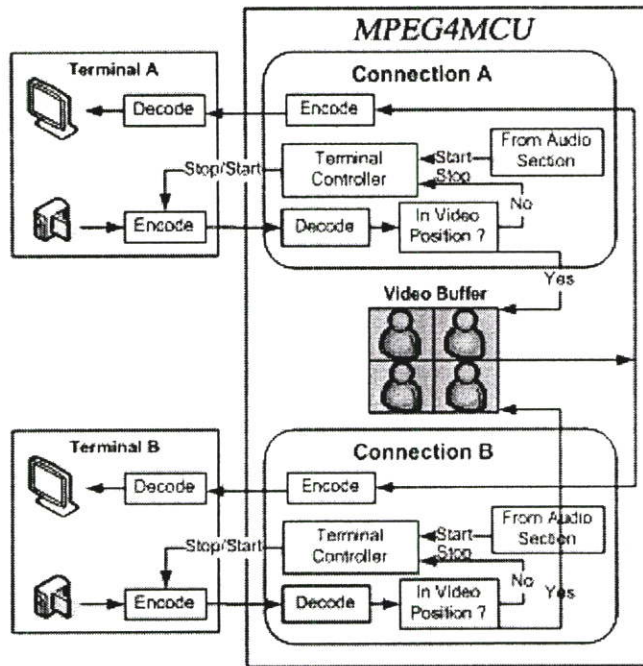 MPEG4MCU
Terminal A
Decode
Encode
Connection A
Encode
Stop/Start
Terminal
Controller
Start
Stop
From Audio
Section
No
Decode
In Video
Position ?
Yes
Video Buffer
Terminal B
Decode
Encode
Connection B
Encode
Stop/Start
Terminal
Controller
Start
Stop
From Audio
Section
No
Decode
In Video
Position ?
Yes